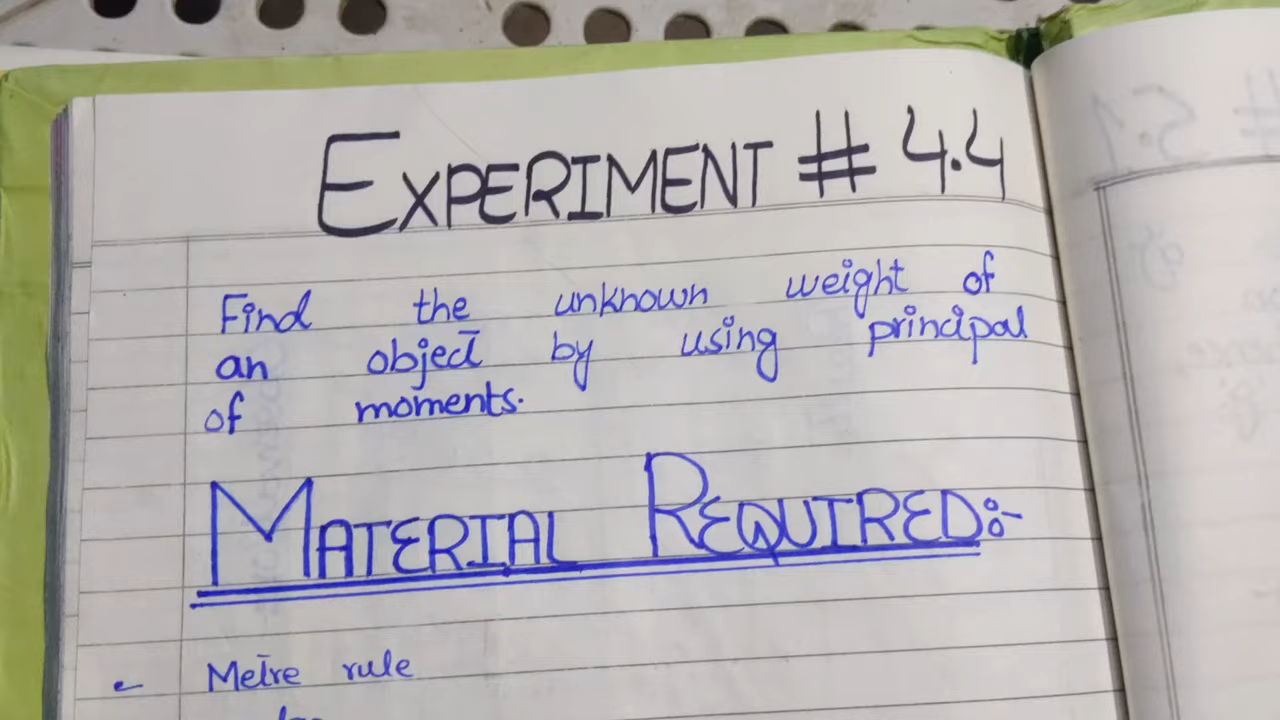 EXPERIMENT # 4.4
Find the unknown weight of
an object by using principal
of moments.
MATERIAL REQUIRED:-
Metre rule